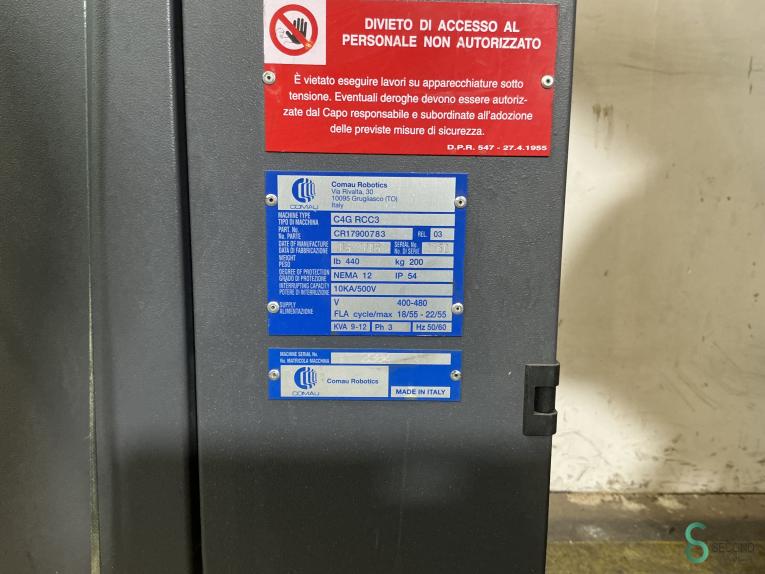 DIVIETO DI ACCESSO AL
PERSONALE NON AUTORIZZATO
È vietato eseguire lavori su apparecchiature sotto
tensione. Eventuali deroghe devono essere autoriz-
zate dal Capo responsabile e subordinate all'adozione
delle previste misure di sicurezza.
D.P.R. 547 - 27.4.1955
COMAU
Comau Robotics
Via Rivalta, 30
10095 Grugliasco (TO)
Italy
MACHINE TYPE
TIPO DI MACCHINA
C4G RCC3
PART. No.
No. PARTE
CR17900783
REL. 03
DATE OF MANUFACTURE
DATA DI FABBRICAZIONE
SERIAL No.
No. DI SERIE
WEIGHT
PESO
lb 440 kg 200
DEGREE OF PROTECTION
GRADO DI PROTEZIONE
NEMA 12 IP 54
INTERRUPTING CAPACITY
POTERE DI INTERRUZIONE
10KA/500V
SUPPLY
ALIMENTAZIONE
V 400-480
FLA cycle/max 18/55 - 22/55
KVA 9-12 Ph 3 Hz 50/60
MACHINE SERIAL No.
No. MATRICOLA MACCHINA
COMAU
Comau Robotics
MADE IN ITALY
SECOND